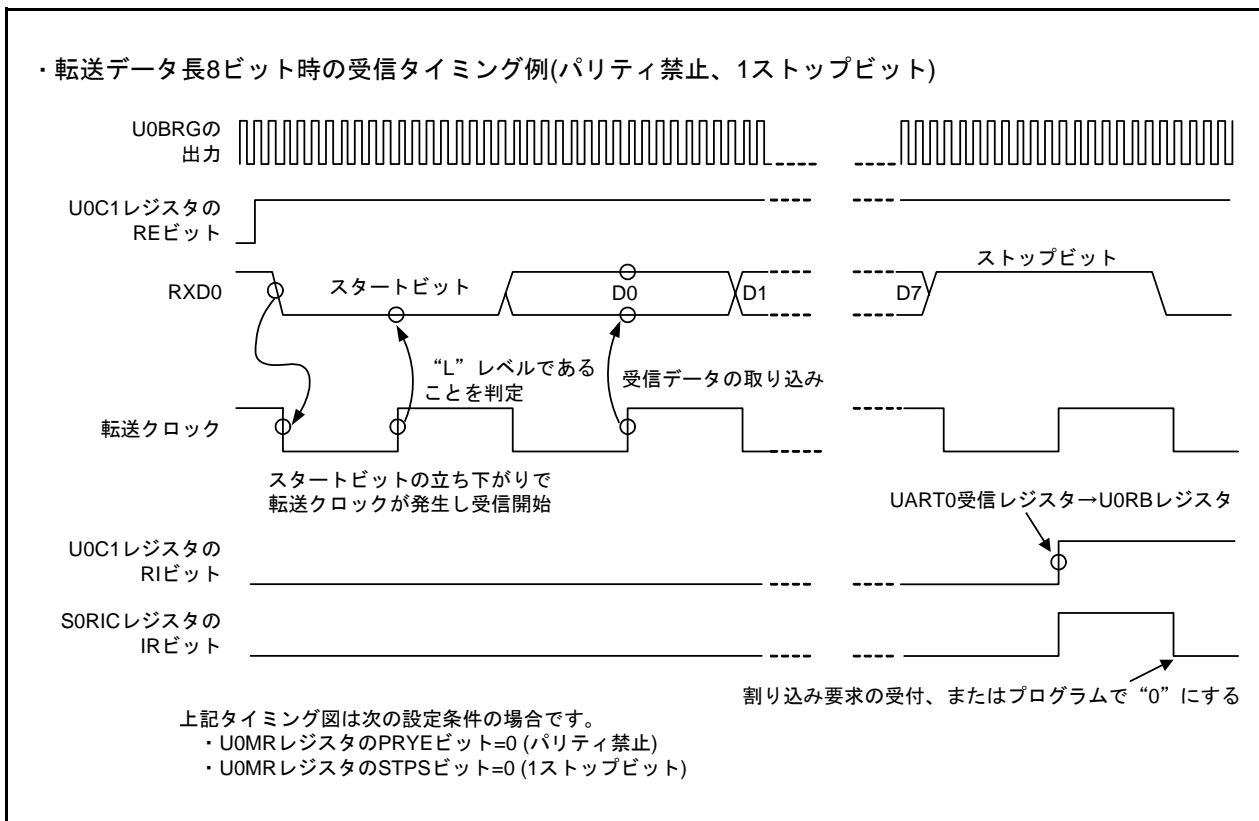 ・転送データ長8ビット時の受信タイミング例(パリティ禁止、1ストップビット)
U0BRGの
出力
U0C1レジスタの
REビット
RXD0
スタートビット
D0
D1
D7
ストップビット
“L”レベルである
ことを判定
受信データの取り込み
転送クロック
スタートビットの立ち下がりで
転送クロックが発生し受信開始
UART0受信レジスタ→U0RBレジスタ
U0C1レジスタの
RIビット
S0RICレジスタの
IRビット
割り込み要求の受付、またはプログラムで“0”にする
上記タイミング図は次の設定条件の場合です。
・U0MRレジスタのPRYEビット=0 (パリティ禁止)
・U0MRレジスタのSTPSビット=0 (1ストップビット)